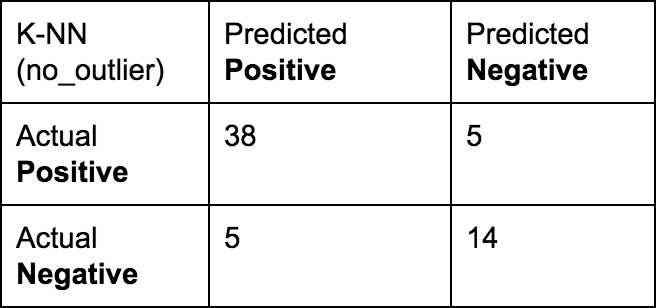 K-NN
(no_outlier)
Predicted
Positive
Predicted
Negative
Actual
Positive
38
5
Actual
Negative
5
14